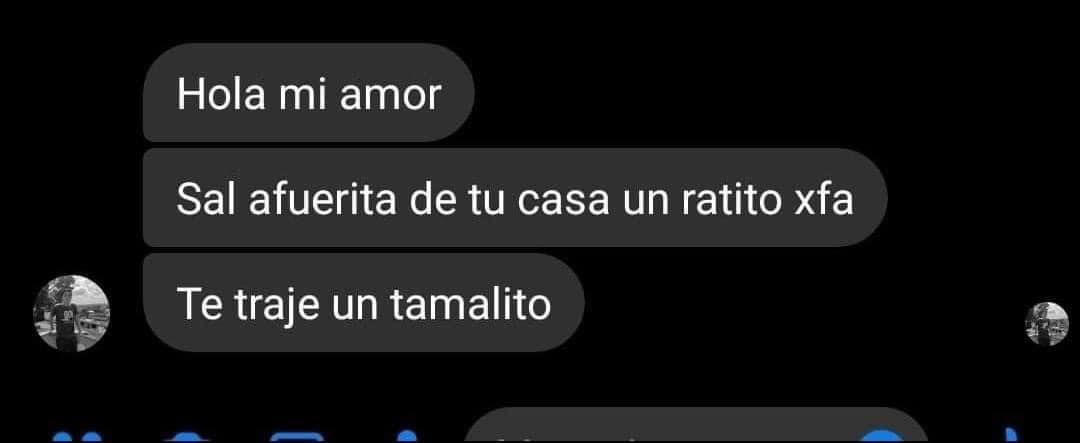 Hola mi amor
Sal afuerita de tu casa un ratito xfa
Te traje un tamalito